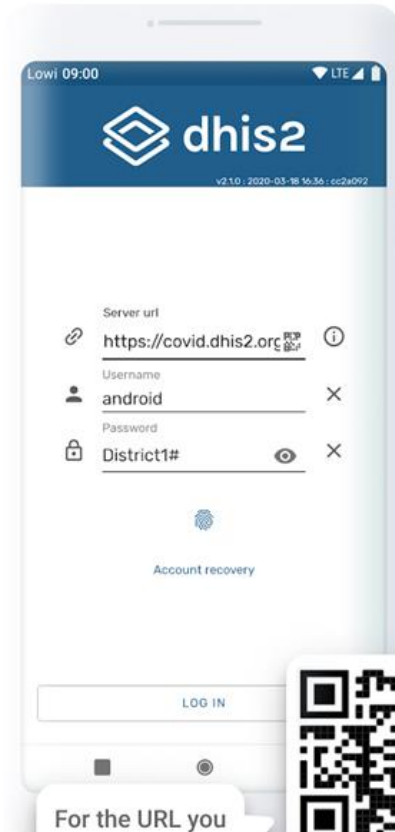 Lowi 09:00 LTE
dhis2
v2.1.0 : 2020-03-18 16:36 : cc2a092
Server url
https://covid.dhis2.org
Username
android
Password
District1#
Account recovery
LOG IN
For the URL you